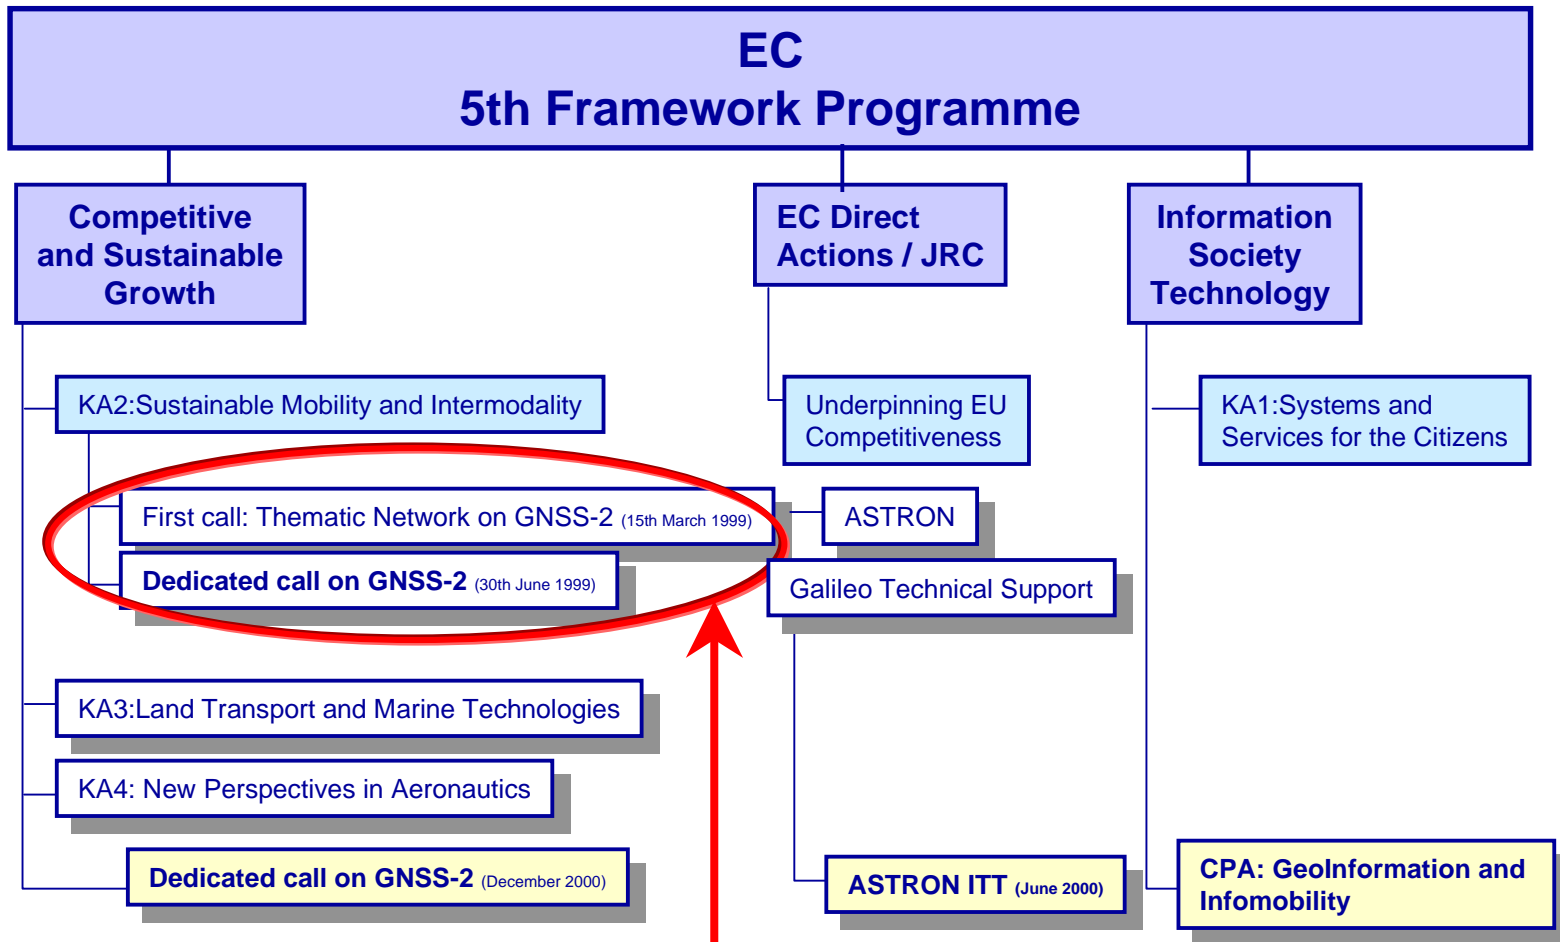 EC
5th Framework Programme
Competitive
and Sustainable
Growth
EC Direct
Actions / JRC
Information
Society
Technology
KA2:Sustainable Mobility and Intermodality
Underpinning EU
Competitiveness
KA1:Systems and
Services for the Citizens
First call: Thematic Network on GNSS-2 (15th March 1999)
ASTRON
Dedicated call on GNSS-2 (30th June 1999)
Galileo Technical Support
KA3:Land Transport and Marine Technologies
KA4: New Perspectives in Aeronautics
Dedicated call on GNSS-2 (December 2000)
ASTRON ITT (June 2000)
CPA: GeoInformation and
Infomobility